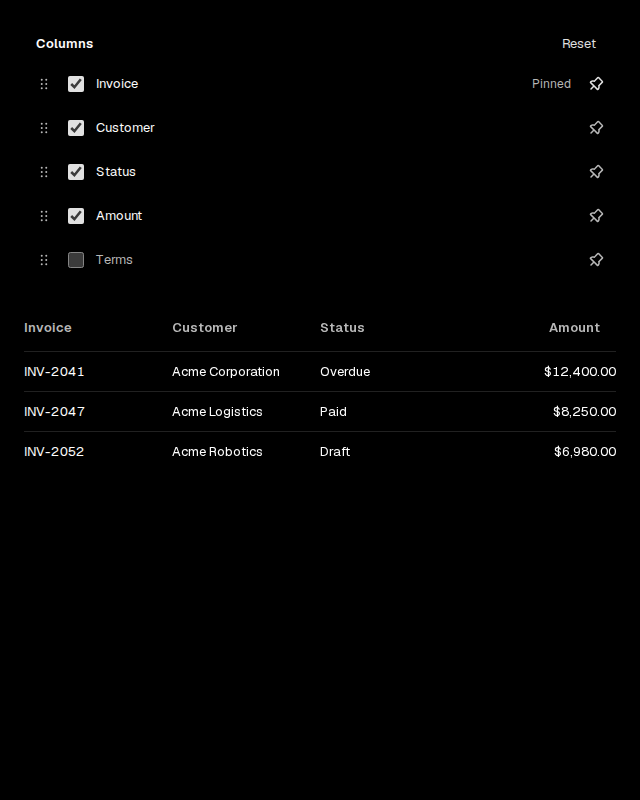 Columns Reset
Invoice Pinned
Customer
Status
Amount
Terms
Invoice Customer Status Amount
INV-2041 Acme Corporation Overdue $12,400.00
INV-2047 Acme Logistics Paid $8,250.00
INV-2052 Acme Robotics Draft $6,980.00